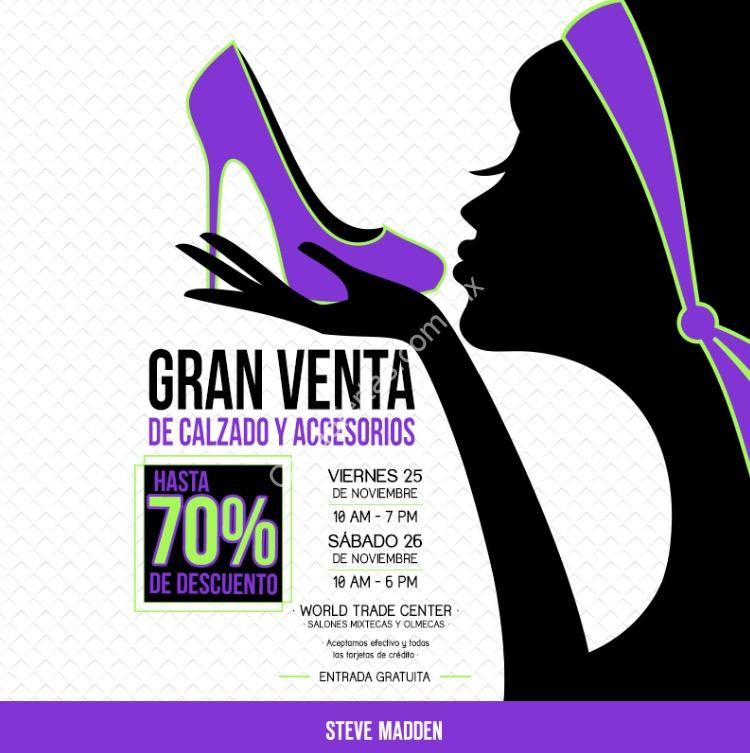 GRAN VENTA
DE CALZADO Y ACCESORIOS
HASTA
70%
DE DESCUENTO
VIERNES 25
DE NOVIEMBRE
10 AM - 7 PM
SÁBADO 26
DE NOVIEMBRE
10 AM - 6 PM
· WORLD TRADE CENTER ·
· SALONES MIXTECAS Y OLMECAS ·
· Aceptamos efectivo y todas
las tarjetas de crédito ·
ENTRADA GRATUITA
STEVE MADDEN